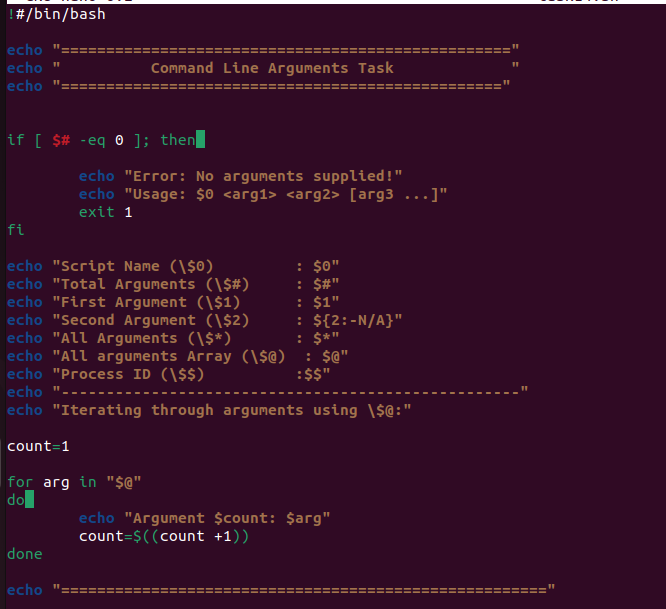 !#/bin/bash
echo "=================================================="
echo "          Command Line Arguments Task             "
echo "================================================="
if [ $# -eq 0 ]; then
        echo "Error: No arguments supplied!"
        echo "Usage: $0 <arg1> <arg2> [arg3 ...]"
        exit 1
fi
echo "Script Name (\$0)         : $0"
echo "Total Arguments (\$#)     : $#"
echo "First Argument (\$1)      : $1"
echo "Second Argument (\$2)     : ${2:-N/A}"
echo "All Arguments (\$*)       : $*"
echo "All arguments Array (\$@)  : $@"
echo "Process ID (\$$)          :$$"
echo "---------------------------------------------------"
echo "Iterating through arguments using \$@:"
count=1
for arg in "$@"
do
        echo "Argument $count: $arg"
        count=$((count +1))
done
echo "======================================================"